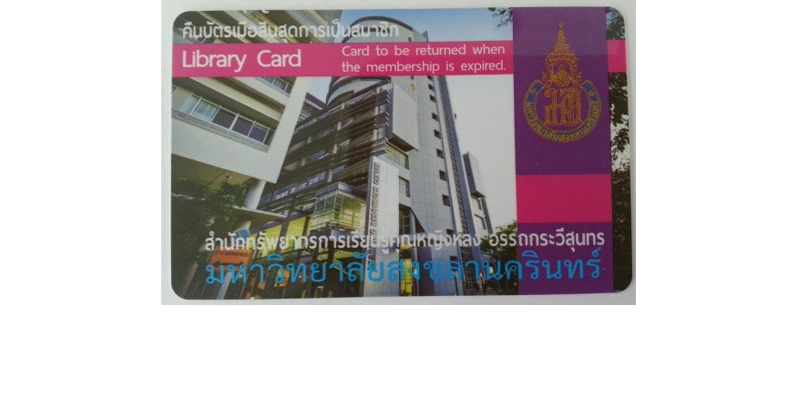 คืนบัตรเมื่อสิ้นสุดการเป็นสมาชิก
Library Card
Card to be returned when
the membership is expired.
สำนักทรัพยากรการเรียนรู้คุณหญิงหลง อรรถกระวีสุนทร
มหาวิทยาลัยสงขลานครินทร์